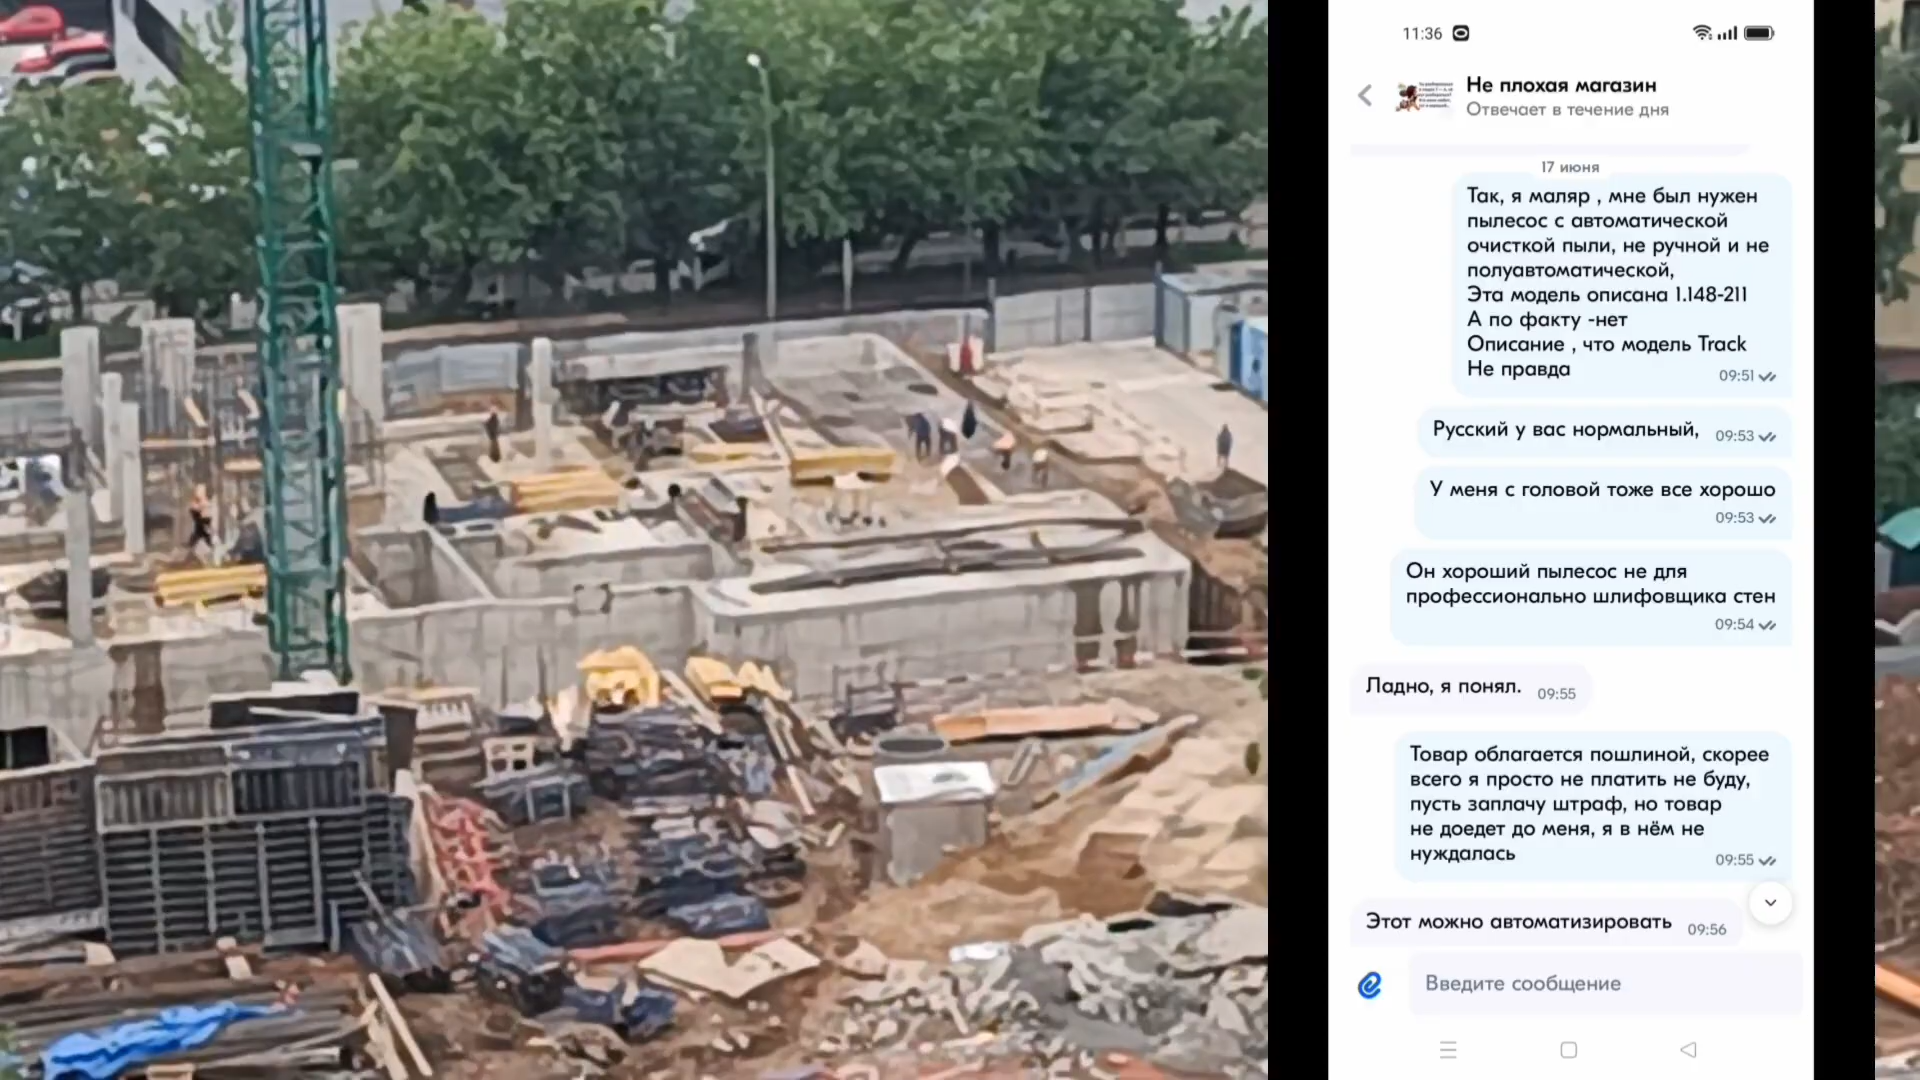 11:36
Не плохая магазин
Отвечает в течение дня
17 июня
Так, я маляр , мне был нужен
пылесос с автоматической
очисткой пыли, не ручной и не
полуавтоматической,
Эта модель описана 1.148-211
А по факту -нет
Описание , что модель Track
Не правда
09:51
Русский у вас нормальный,
09:53
У меня с головой тоже все хорошо
09:53
Он хороший пылесос не для
профессионально шлифовщика стен
09:54
Ладно, я понял.
09:55
Товар облагается пошлиной, скорее
всего я просто не платить не буду,
пусть заплачу штраф, но товар
не доедет до меня, я в нём не
нуждалась
09:55
Этот можно автоматизировать
09:56
Введите сообщение